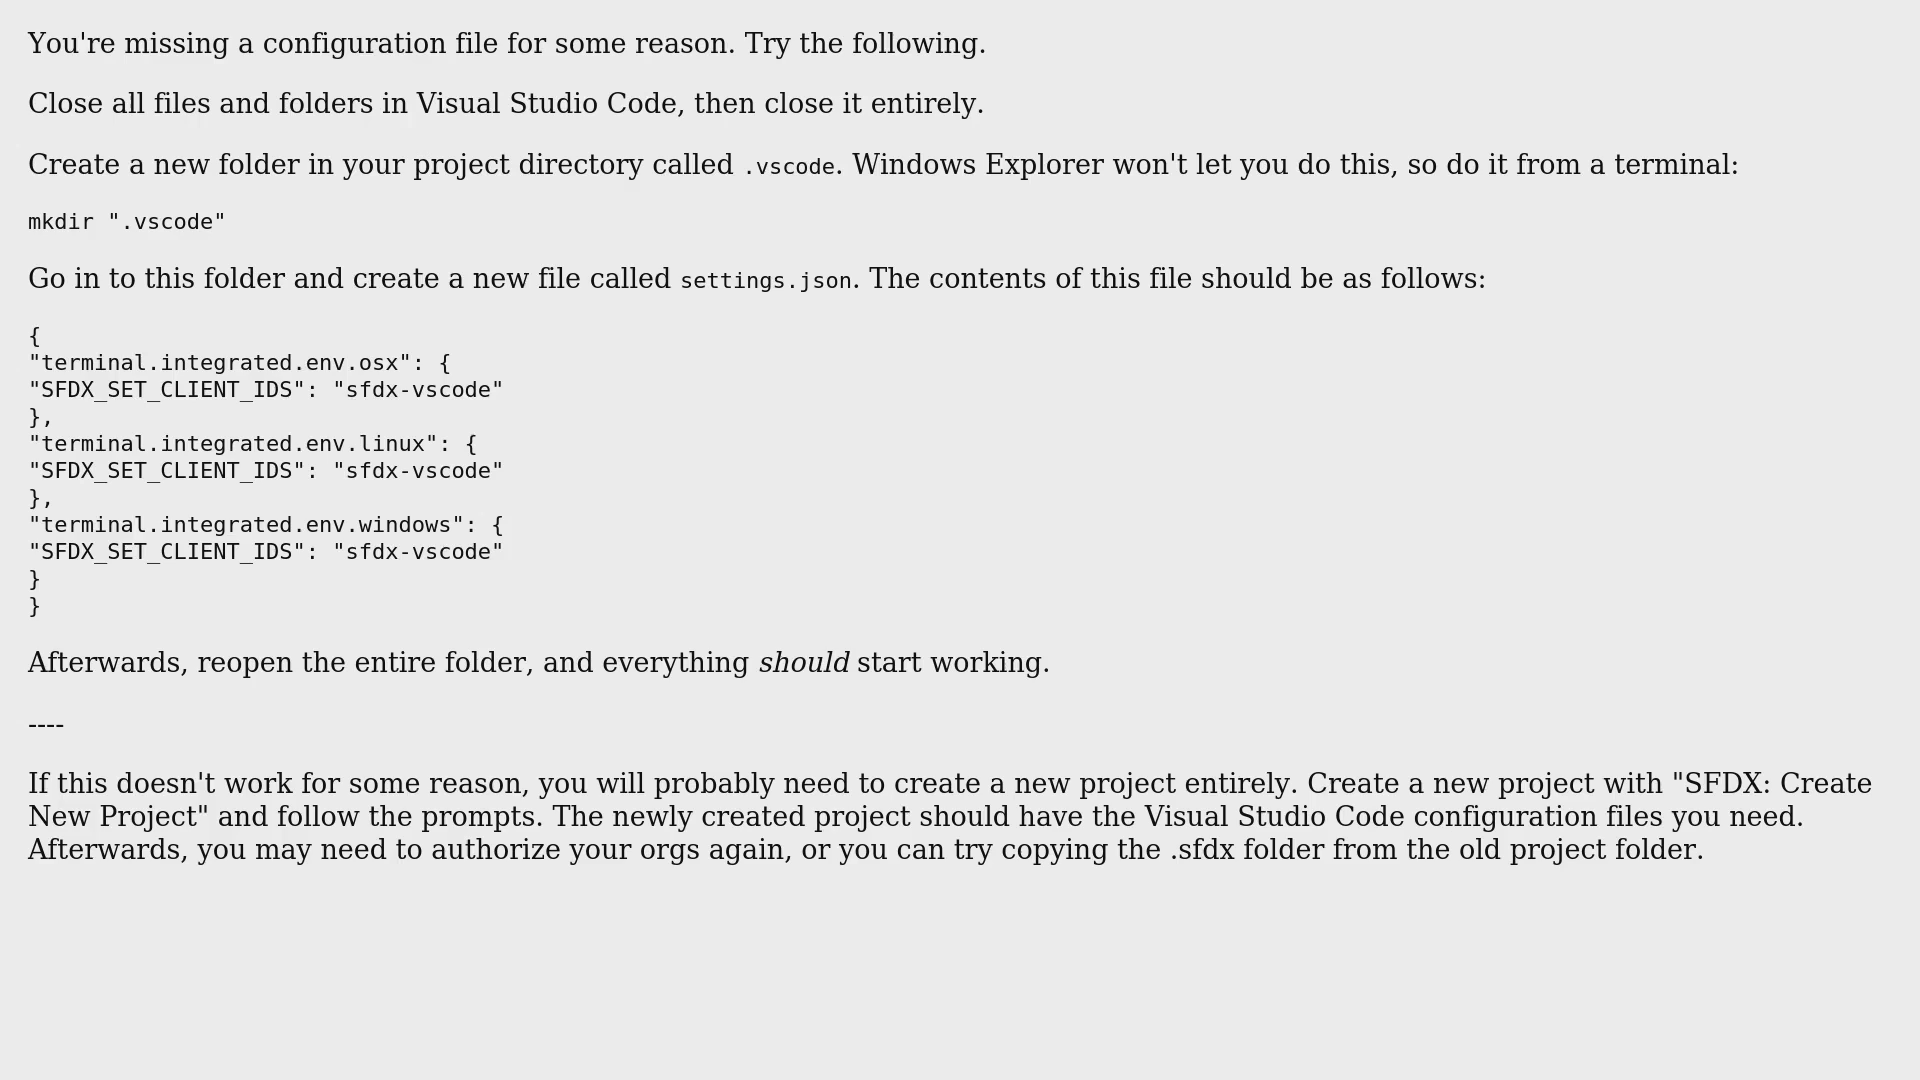 You're missing a configuration file for some reason. Try the following.
Close all files and folders in Visual Studio Code, then close it entirely.
Create a new folder in your project directory called .vscode. Windows Explorer won't let you do this, so do it from a terminal:
mkdir ".vscode"
Go in to this folder and create a new file called settings.json. The contents of this file should be as follows:
{
"terminal.integrated.env.osx": {
"SFDX_SET_CLIENT_IDS": "sfdx-vscode"
},
"terminal.integrated.env.linux": {
"SFDX_SET_CLIENT_IDS": "sfdx-vscode"
},
"terminal.integrated.env.windows": {
"SFDX_SET_CLIENT_IDS": "sfdx-vscode"
}
}
Afterwards, reopen the entire folder, and everything should start working.
----
If this doesn't work for some reason, you will probably need to create a new project entirely. Create a new project with "SFDX: Create
New Project" and follow the prompts. The newly created project should have the Visual Studio Code configuration files you need.
Afterwards, you may need to authorize your orgs again, or you can try copying the .sfdx folder from the old project folder.